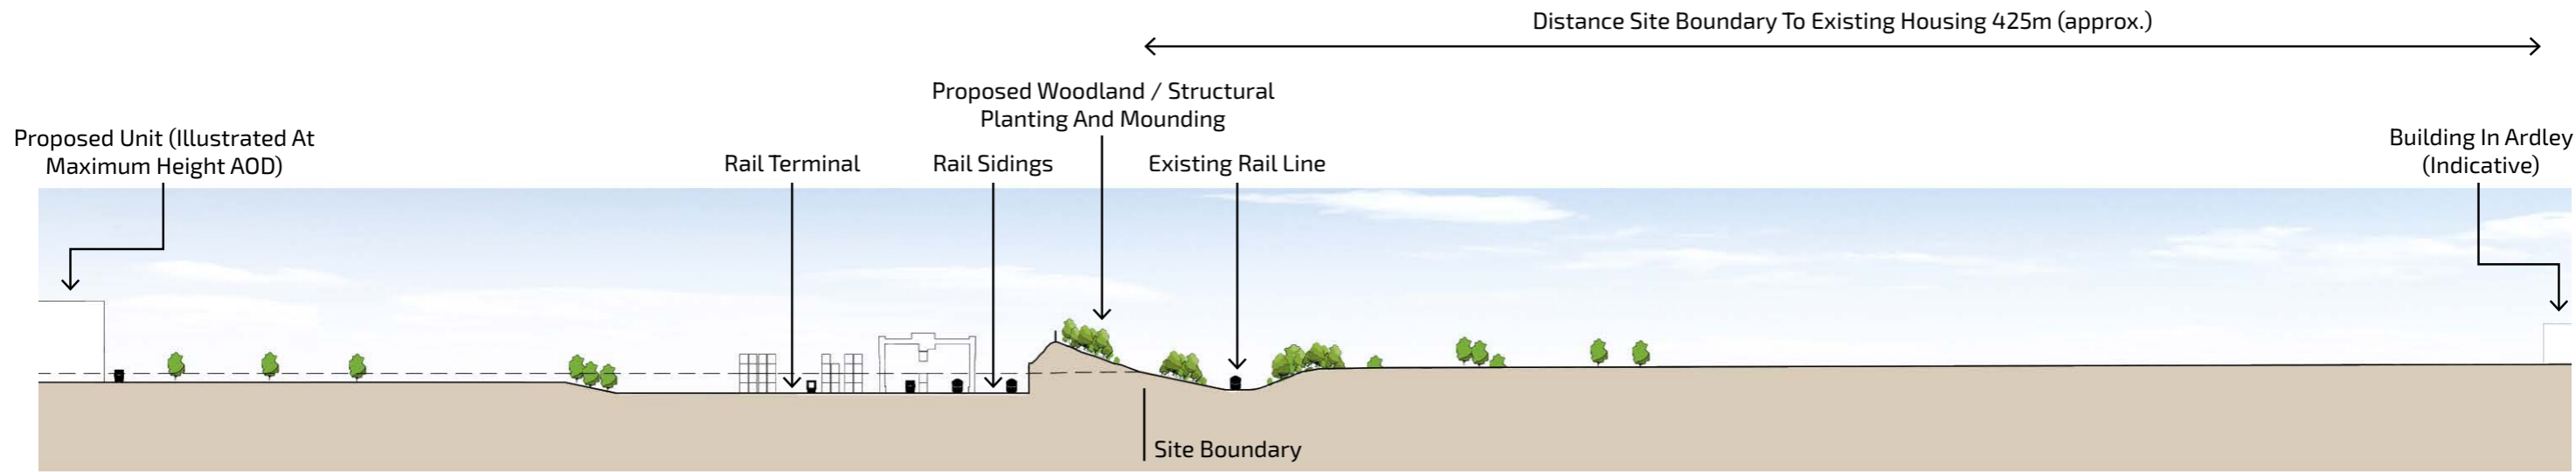 Distance Site Boundary To Existing Housing 425m (approx.)
Proposed Woodland / Structural
Planting And Mounding
Proposed Unit (Illustrated At
Maximum Height AOD)
Rail Terminal
Rail Sidings
Existing Rail Line
Building In Ardley
(Indicative)
Site Boundary